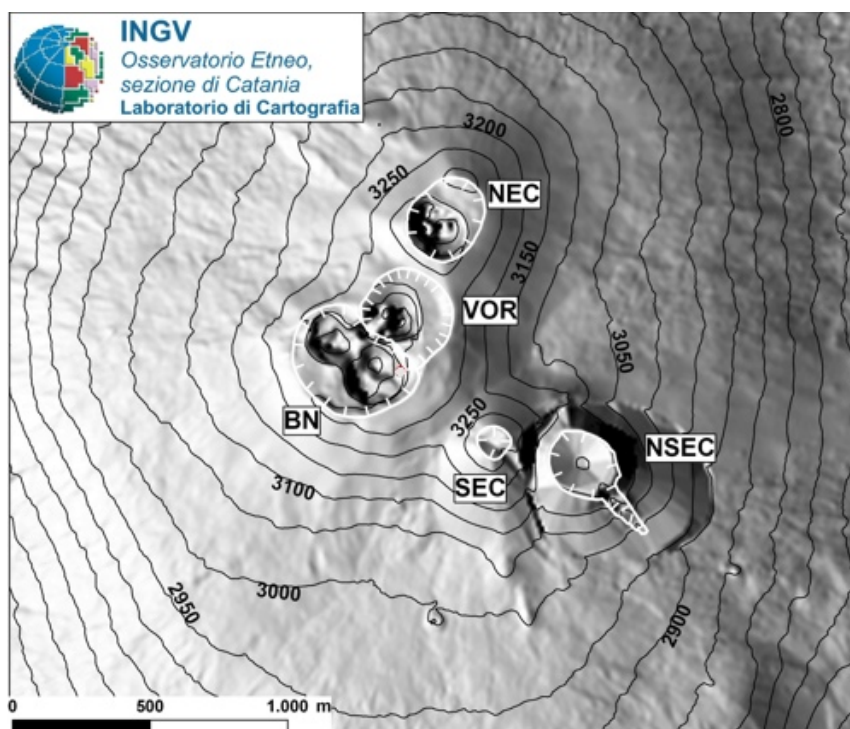 INGV
Osservatorio Etneo,
sezione di Catania
Laboratorio di Cartografia
2800
3200
3250
NEC
3150
VOR
3050
BN
3250
NSEC
SEC
3100
3000
2950
2900
0 500 1.000 m